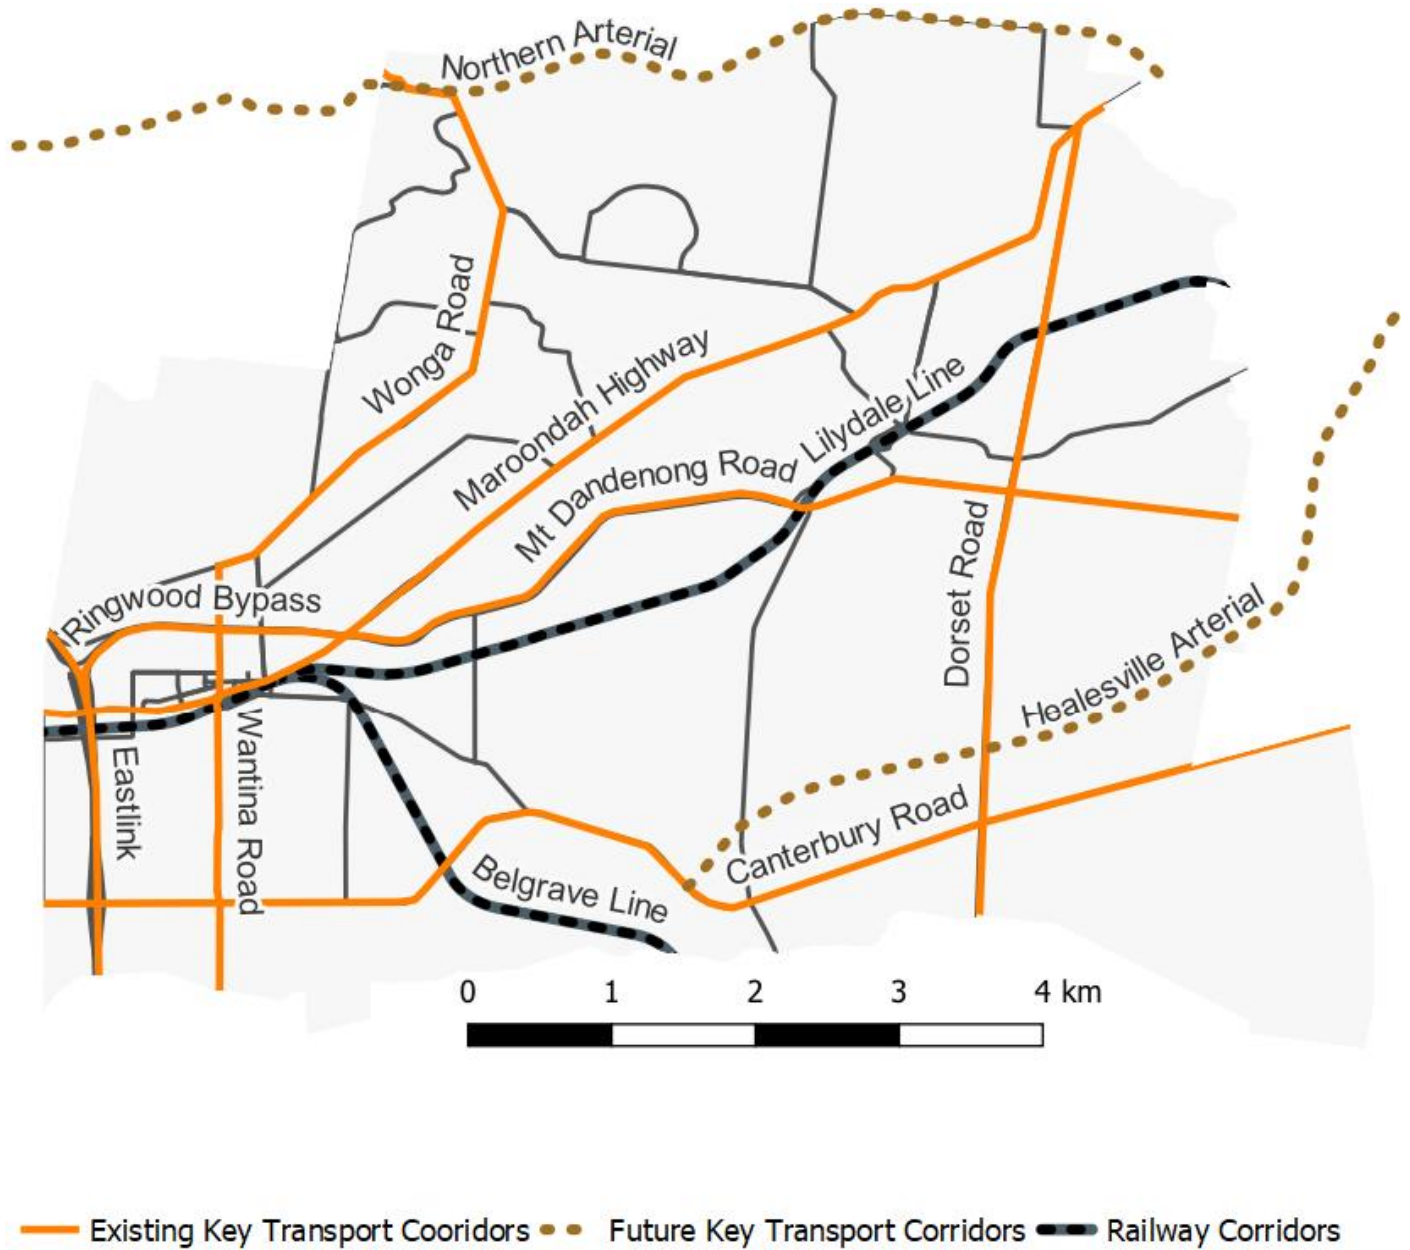 Northern Arterial
Wonga Road
Maroondah Highway
Lilydale Line
Mt Dandenong Road
Ringwood Bypass
Dorset Road
Healesville Arterial
Eastlink
Wantina Road
Canterbury Road
Belgrave Line
0 1 2 3 4 km
Existing Key Transport Cooridors Future Key Transport Corridors Railway Corridors